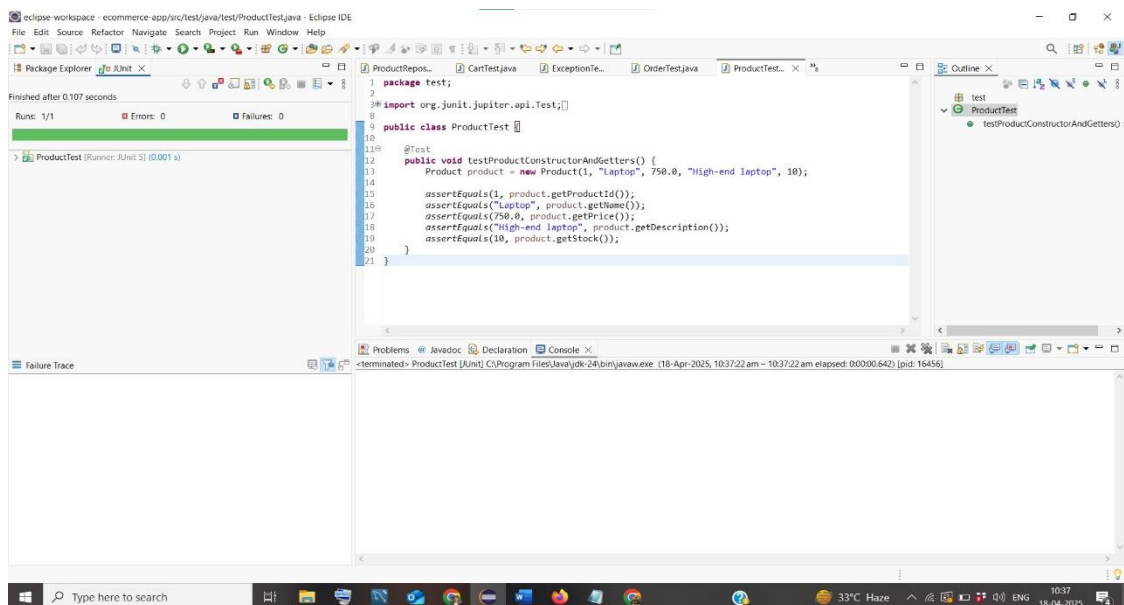 eclipse-workspace - ecommerce-app/src/test/java/test/ProductTest.java - Eclipse IDE
File Edit Source Refactor Navigate Search Project Run Window Help
Package Explorer JUnit
Finished after 0.107 seconds
Runs: 1/1 Errors: 0 Failures: 0
ProductTest [Runner: JUnit 5] (0.001 s)
Failure Trace
ProductRepos... CartTest.java ExceptionTe... OrderTest.java ProductTest...
1 package test;
2
3 import org.junit.jupiter.api.Test;
8
9 public class ProductTest {
10
11 @Test
12 public void testProductConstructorAndGetters() {
13 Product product = new Product(1, "Laptop", 750.0, "High-end laptop", 10);
14
15 assertEquals(1, product.getProductId());
16 assertEquals("Laptop", product.getName());
17 assertEquals(750.0, product.getPrice());
18 assertEquals("High-end laptop", product.getDescription());
19 assertEquals(10, product.getStock());
20 }
21 }
Outline
test
ProductTest
testProductConstructorAndGetters()
Problems Javadoc Declaration Console
<terminated> ProductTest [JUnit] C:\Program Files\Java\jdk-24\bin\javaw.exe (18-Apr-2025, 10:37:22 am – 10:37:22 am elapsed: 0:00:00.642) [pid: 16456]
Type here to search
33°C Haze
ENG
10:37
18-04-2025